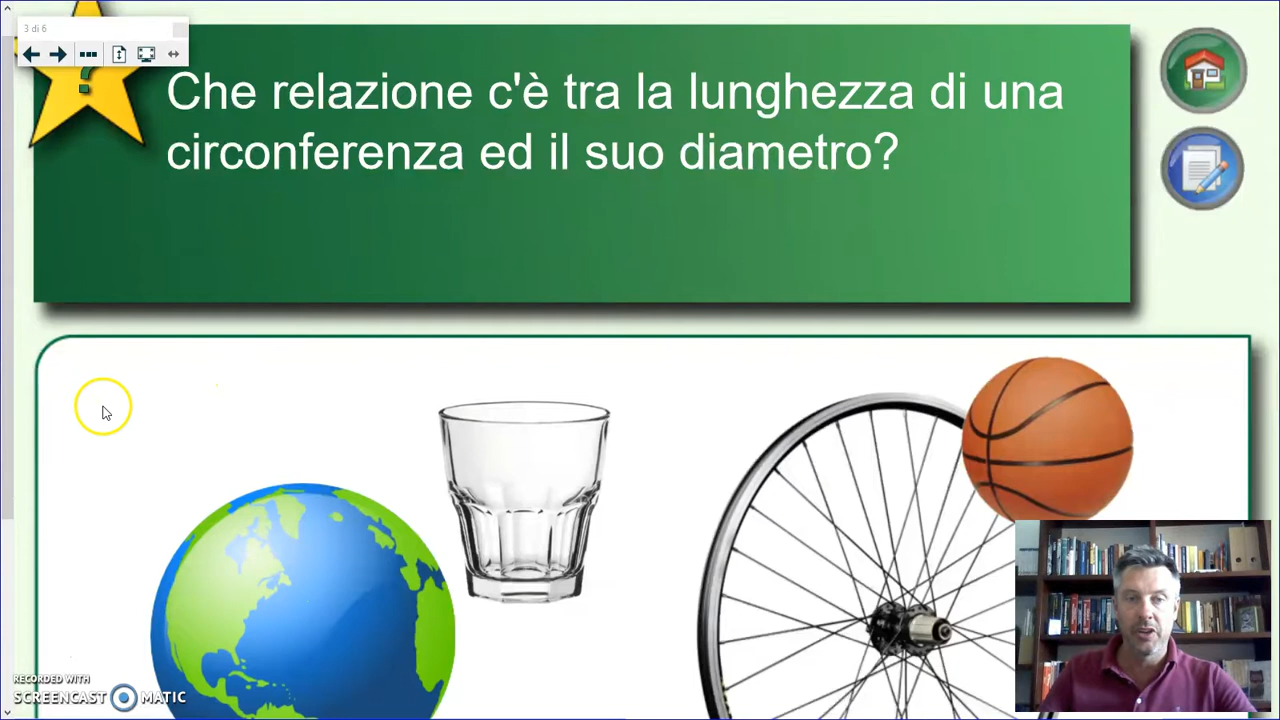 3 di 6
?
Che relazione c'è tra la lunghezza di una
circonferenza ed il suo diametro?
RECORDED WITH
SCREENCAST MATIC